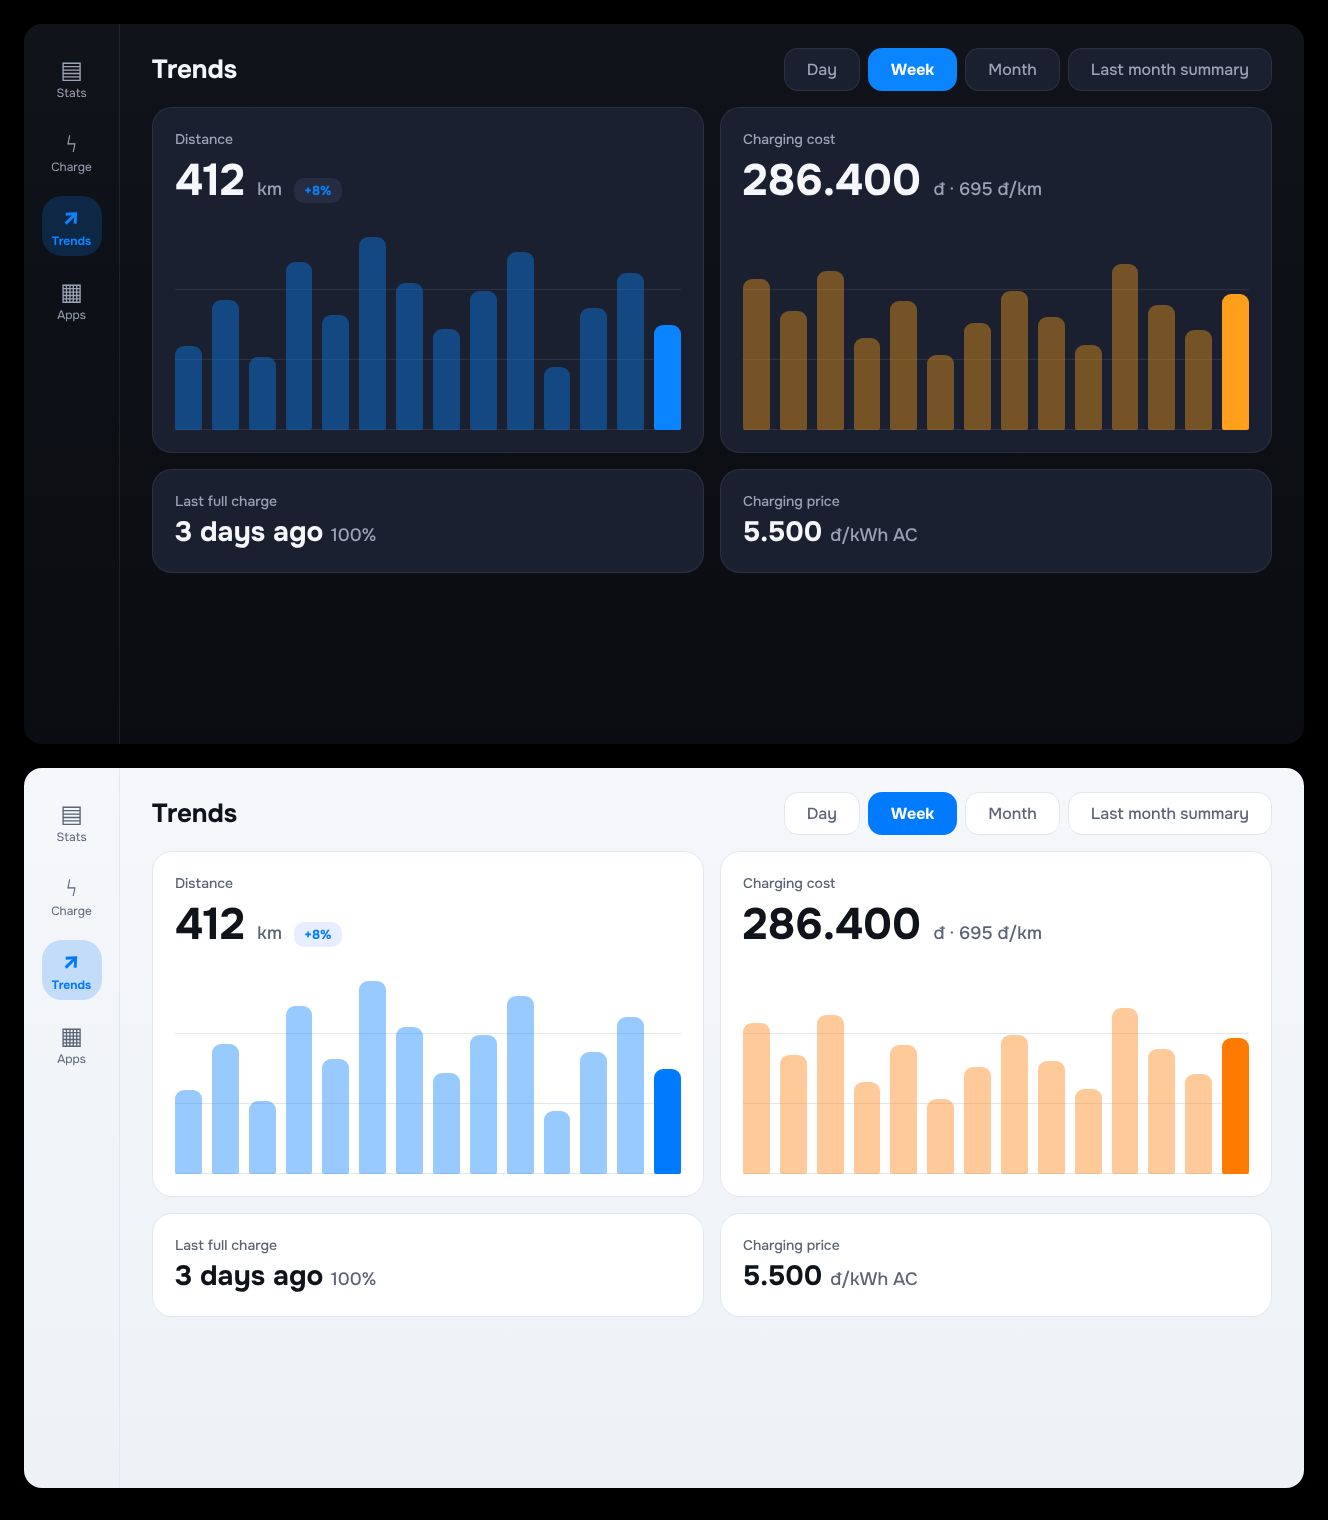 Stats
Charge
Trends
Apps
Trends
Day Week Month Last month summary
Distance
412 km +8%
Charging cost
286.400 đ · 695 đ/km
Last full charge
3 days ago 100%
Charging price
5.500 đ/kWh AC
Stats
Charge
Trends
Apps
Trends
Day Week Month Last month summary
Distance
412 km +8%
Charging cost
286.400 đ · 695 đ/km
Last full charge
3 days ago 100%
Charging price
5.500 đ/kWh AC